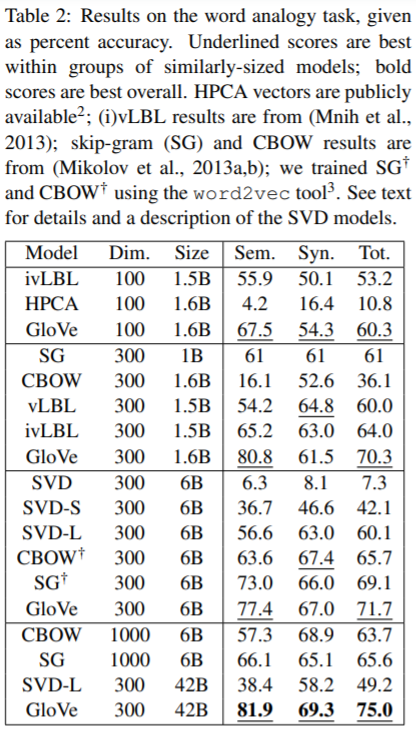 Table 2: Results on the word analogy task, given
as percent accuracy. Underlined scores are best
within groups of similarly-sized models; bold
scores are best overall. HPCA vectors are publicly
available²; (i)vLBL results are from (Mnih et al.,
2013); skip-gram (SG) and CBOW results are
from (Mikolov et al., 2013a,b); we trained SG†
and CBOW† using the word2vec tool³. See text
for details and a description of the SVD models.
Model Dim. Size Sem. Syn. Tot.
ivLBL 100 1.5B 55.9 50.1 53.2
HPCA 100 1.6B 4.2 16.4 10.8
GloVe 100 1.6B 67.5 54.3 60.3
SG 300 1B 61 61 61
CBOW 300 1.6B 16.1 52.6 36.1
vLBL 300 1.5B 54.2 64.8 60.0
ivLBL 300 1.5B 65.2 63.0 64.0
GloVe 300 1.6B 80.8 61.5 70.3
SVD 300 6B 6.3 8.1 7.3
SVD-S 300 6B 36.7 46.6 42.1
SVD-L 300 6B 56.6 63.0 60.1
CBOW† 300 6B 63.6 67.4 65.7
SG† 300 6B 73.0 66.0 69.1
GloVe 300 6B 77.4 67.0 71.7
CBOW 1000 6B 57.3 68.9 63.7
SG 1000 6B 66.1 65.1 65.6
SVD-L 300 42B 38.4 58.2 49.2
GloVe 300 42B 81.9 69.3 75.0